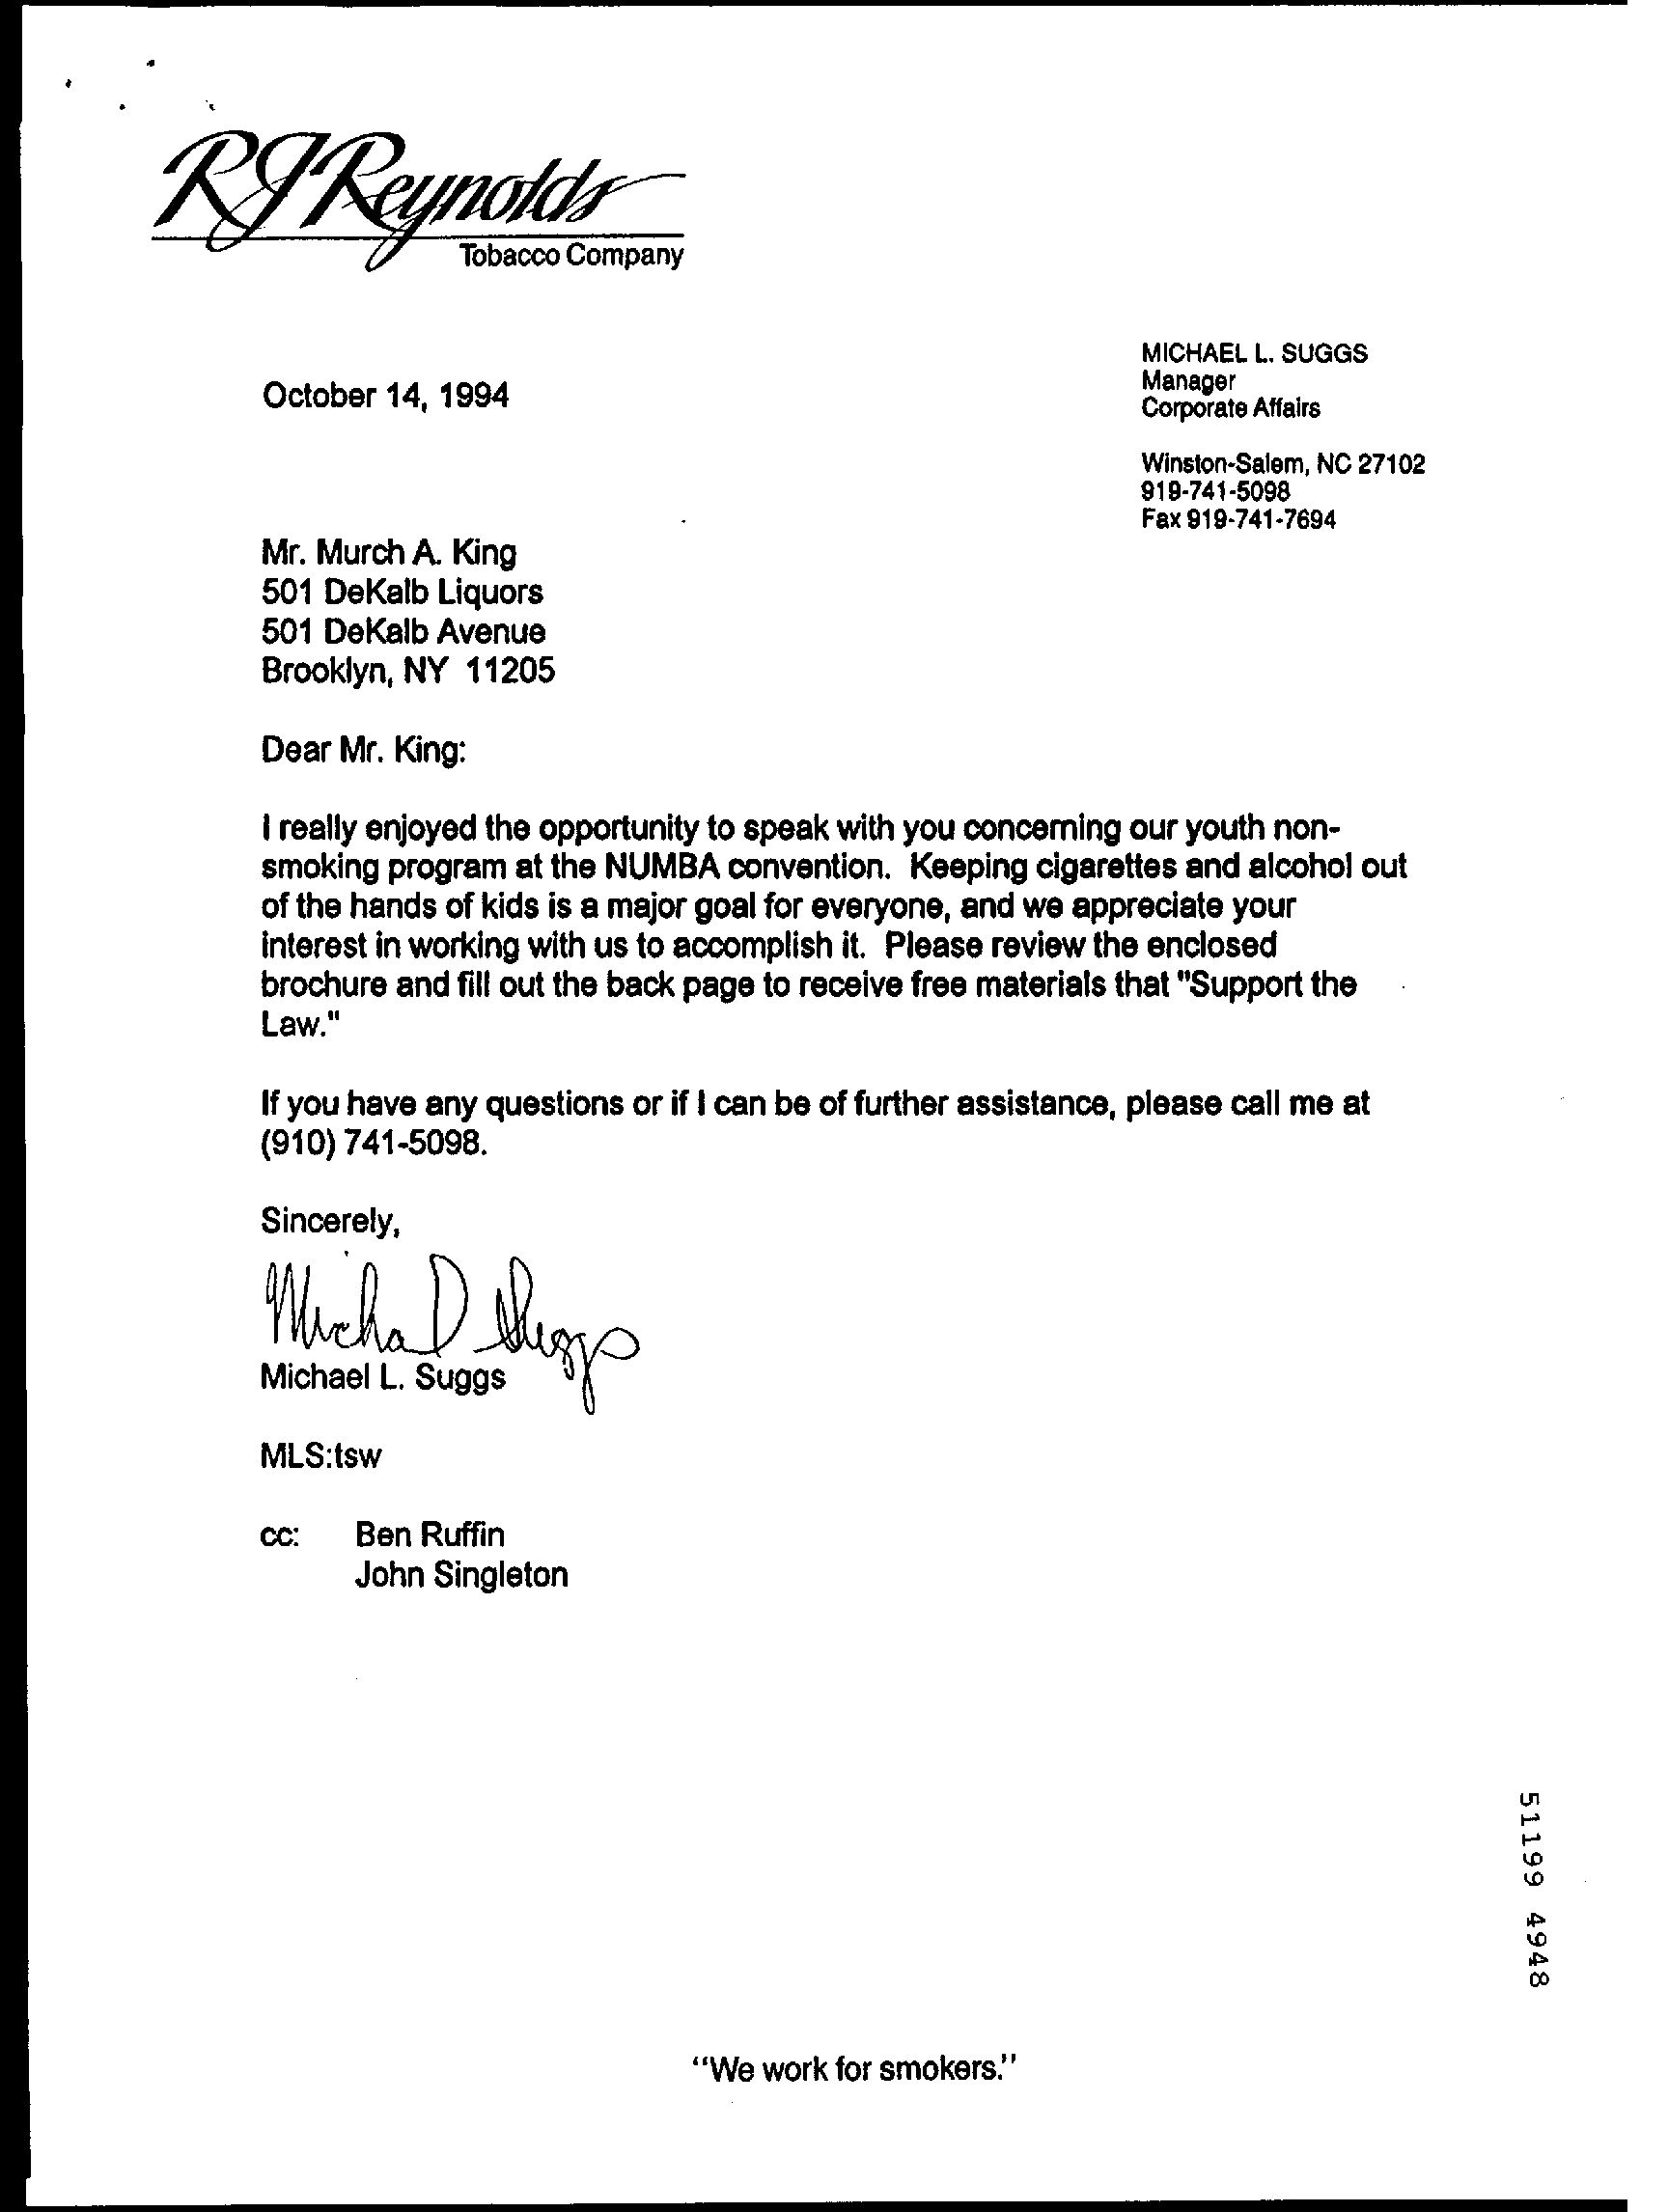 RJReynolds
Tobacco Company
MICHAEL L. SUGGS
Manager
Corporate Affairs
October 14, 1994
Winston-Salem, NC 27102
919-741-5098
Fax 919-741-7694
Mr. Murch A. King
501 DeKalb Liquors
501 DeKalb Avenue
Brooklyn, NY 11205
Dear Mr. King:
I really enjoyed the opportunity to speak with you concerning our youth non-
smoking program at the NUMBA convention. Keeping cigarettes and alcohol out
of the hands of kids is a major goal for everyone, and we appreciate your
interest in working with us to accomplish it. Please review the enclosed
brochure and fill out the back page to receive free materials that "Support the
Law."
If you have any questions or if I can be of further assistance, please call me at
(910) 741-5098.
Sincerely,
Michael Suggs
Michael L. Suggs
MLS:tsw
cc: Ben Ruffin
John Singleton
51199 4948
"We work for smokers."